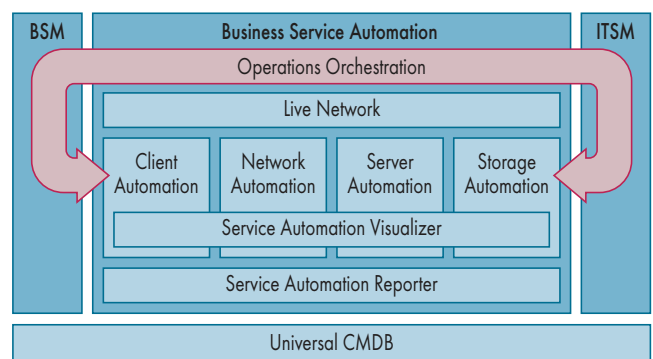 BSM
Business Service Automation
ITSM
Operations Orchestration
Live Network
Client
Automation
Network
Automation
Server
Automation
Storage
Automation
Service Automation Visualizer
Service Automation Reporter
Universal CMDB